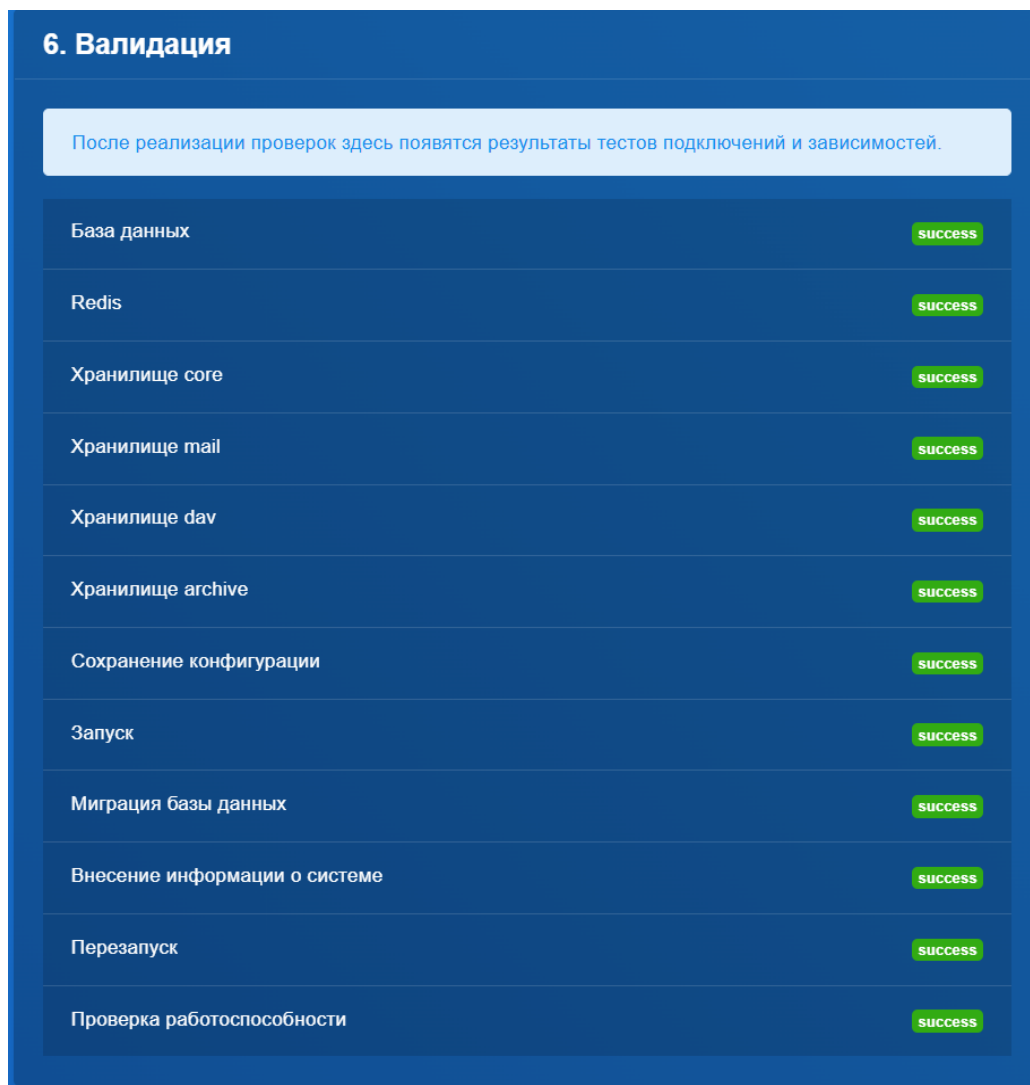 6. Валидация
После реализации проверок здесь появятся результаты тестов подключений и зависимостей.
База данных success
Redis success
Хранилище core success
Хранилище mail success
Хранилище dav success
Хранилище archive success
Сохранение конфигурации success
Запуск success
Миграция базы данных success
Внесение информации о системе success
Перезапуск success
Проверка работоспособности success